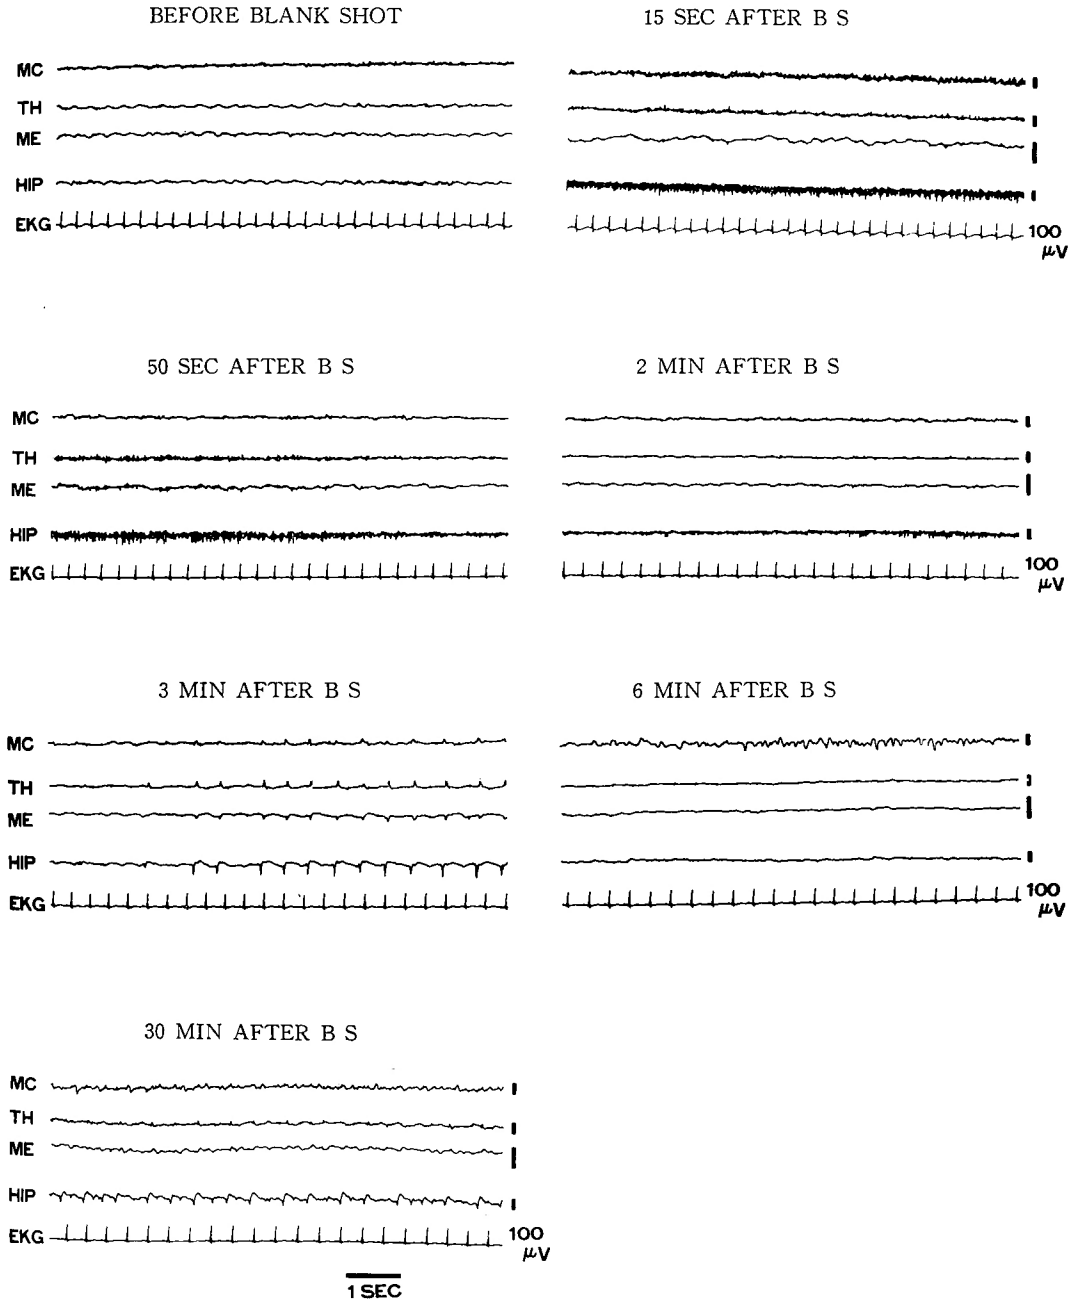 BEFORE BLANK SHOT
MC
TH
ME
HIP
EKG
15 SEC AFTER B S
100
μV
50 SEC AFTER B S
MC
TH
ME
HIP
EKG
2 MIN AFTER B S
100
μV
3 MIN AFTER B S
MC
TH
ME
HIP
EKG
6 MIN AFTER B S
100
μV
30 MIN AFTER B S
MC
TH
ME
HIP
EKG
100
μV
1 SEC